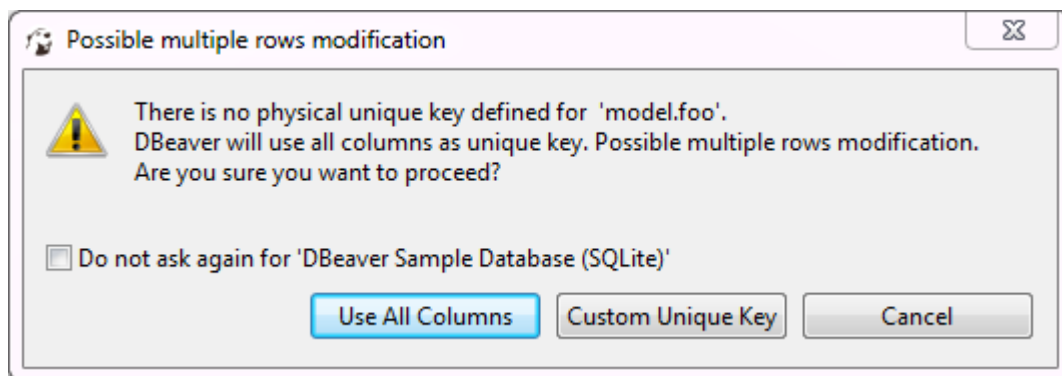 Possible multiple rows modification
There is no physical unique key defined for 'model.foo'.
DBeaver will use all columns as unique key. Possible multiple rows modification.
Are you sure you want to proceed?
Do not ask again for 'DBeaver Sample Database (SQLite)'
Use All Columns Custom Unique Key Cancel